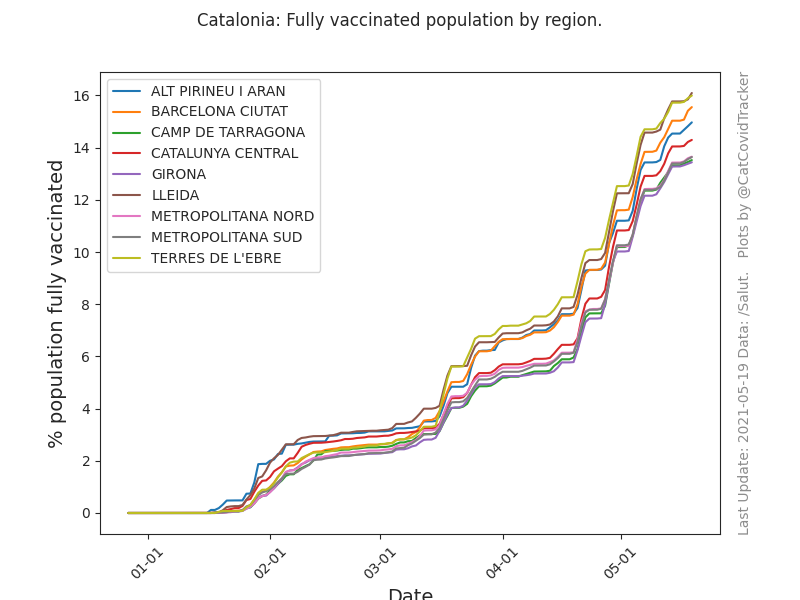 Catalonia: Fully vaccinated population by region.
ALT PIRINEU I ARAN
BARCELONA CIUTAT
CAMP DE TARRAGONA
CATALUNYA CENTRAL
GIRONA
LLEIDA
METROPOLITANA NORD
METROPOLITANA SUD
TERRES DE L'EBRE
% population fully vaccinated
16
14
12
10
8
6
4
2
0
01-01
02-01
03-01
04-01
05-01
Date
Last Update: 2021-05-19 Data: /Salut. Plots by @CatCovidTracker